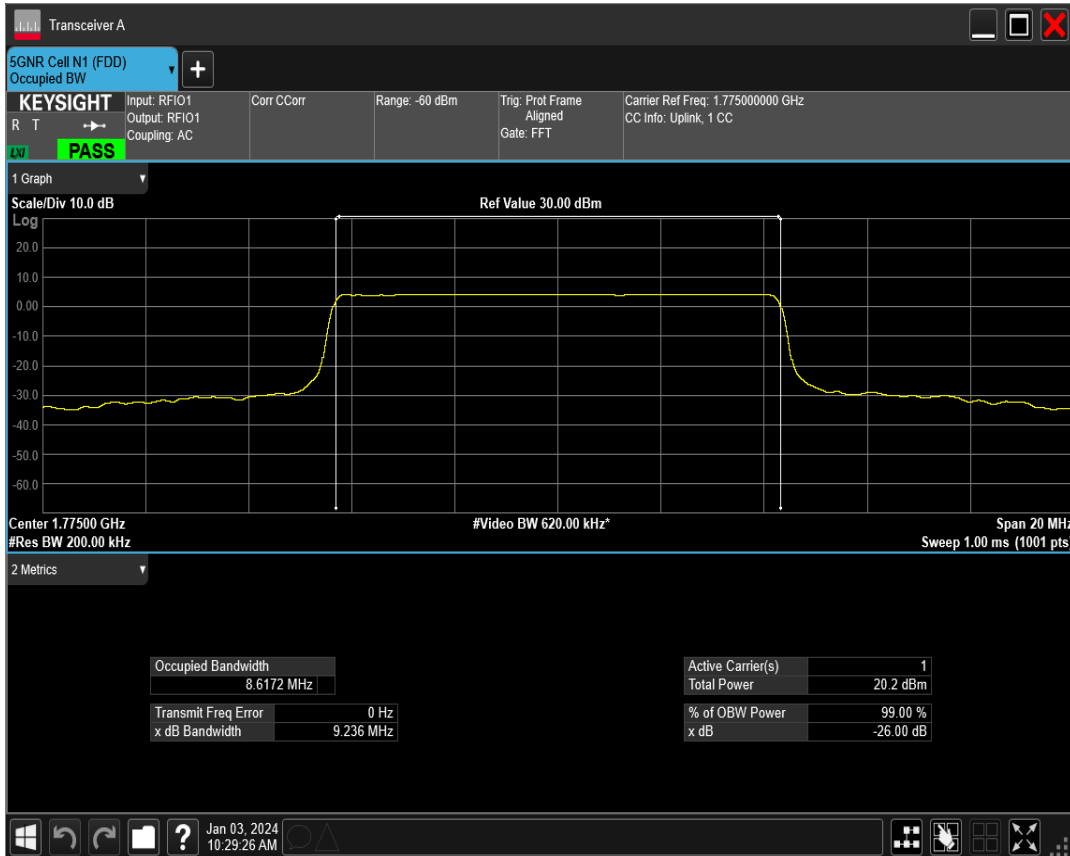 Transceiver A
5GNR Cell N1 (FDD)
Occupied BW
+
KEYSIGHT
R T
LXI
PASS
Input: RFIO1
Output: RFIO1
Coupling: AC
Corr CCorr
Range: -60 dBm
Trig: Prot Frame
Aligned
Gate: FFT
Carrier Ref Freq: 1.775000000 GHz
CC Info: Uplink, 1 CC
1 Graph
Scale/Div 10.0 dB
Ref Value 30.00 dBm
Log
20.0
10.0
0.00
-10.0
-20.0
-30.0
-40.0
-50.0
-60.0
Center 1.77500 GHz
#Video BW 620.00 kHz*
Span 20 MHz
#Res BW 200.00 kHz
Sweep 1.00 ms (1001 pts)
2 Metrics
Occupied Bandwidth
8.6172 MHz
Transmit Freq Error 0 Hz
x dB Bandwidth 9.236 MHz
Active Carrier(s) 1
Total Power 20.2 dBm
% of OBW Power 99.00 %
x dB -26.00 dB
?
Jan 03, 2024
10:29:26 AM